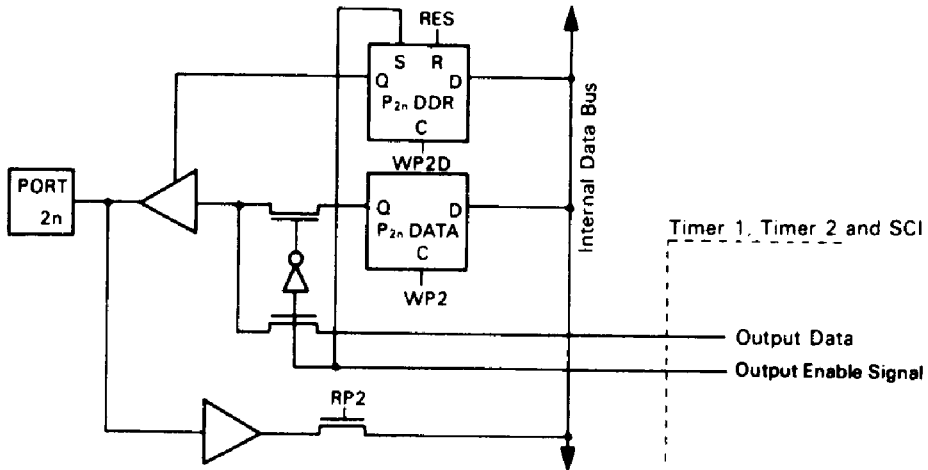 RES
S R
Q D
P2n DDR
C
WP2D
PORT
2n
Q D
P2n DATA
C
WP2
Internal Data Bus
Timer 1, Timer 2 and SCI
Output Data
Output Enable Signal
RP2